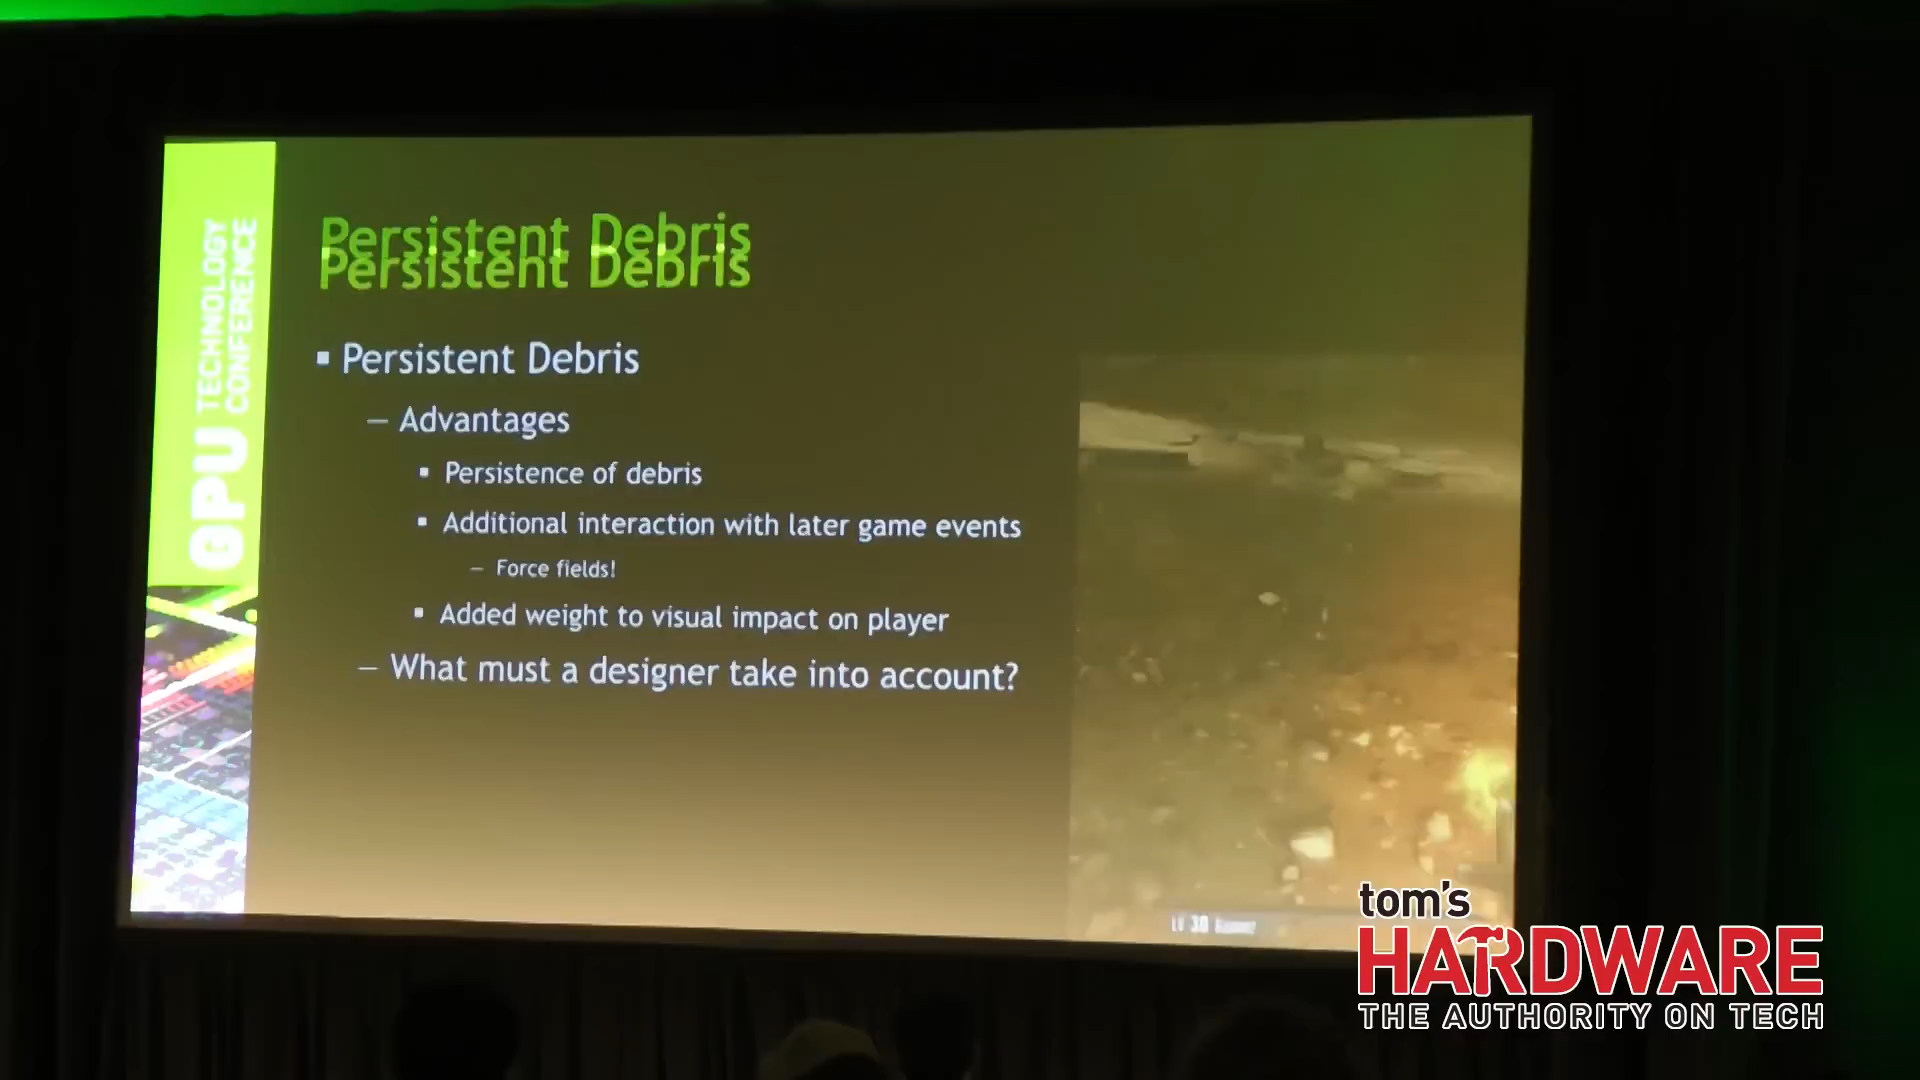 GPU TECHNOLOGY
CONFERENCE
Persistent Debris
Persistent Debris
▪ Persistent Debris
– Advantages
▪ Persistence of debris
▪ Additional interaction with later game events
– Force fields!
▪ Added weight to visual impact on player
– What must a designer take into account?
tom's
HARDWARE
THE AUTHORITY ON TECH